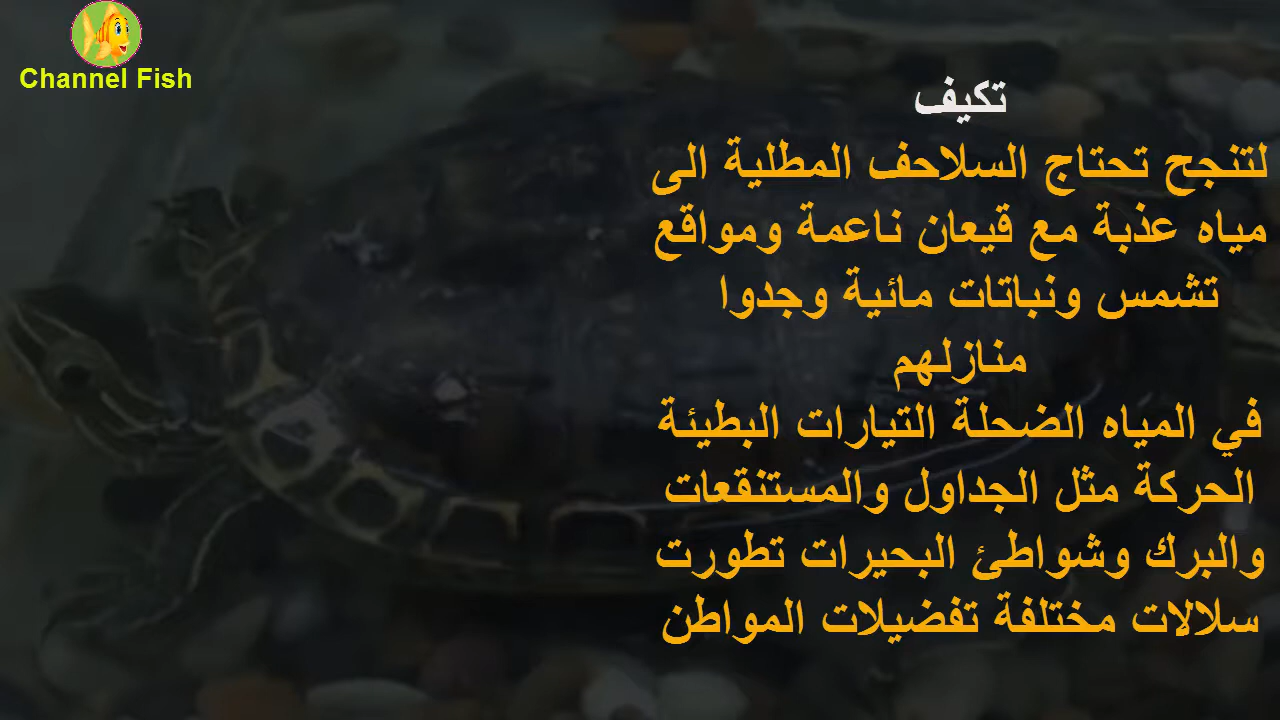 Channel Fish
تكيف
لتنجح تحتاج السلاحف المطلية الى
مياه عذبة مع قيعان ناعمة ومواقع
تشمس ونباتات مائية وجدوا
منازلهم
في المياه الضحلة التيارات البطيئة
الحركة مثل الجداول والمستنقعات
والبرك وشواطئ البحيرات تطورت
سلالات مختلفة تفضيلات المواطن